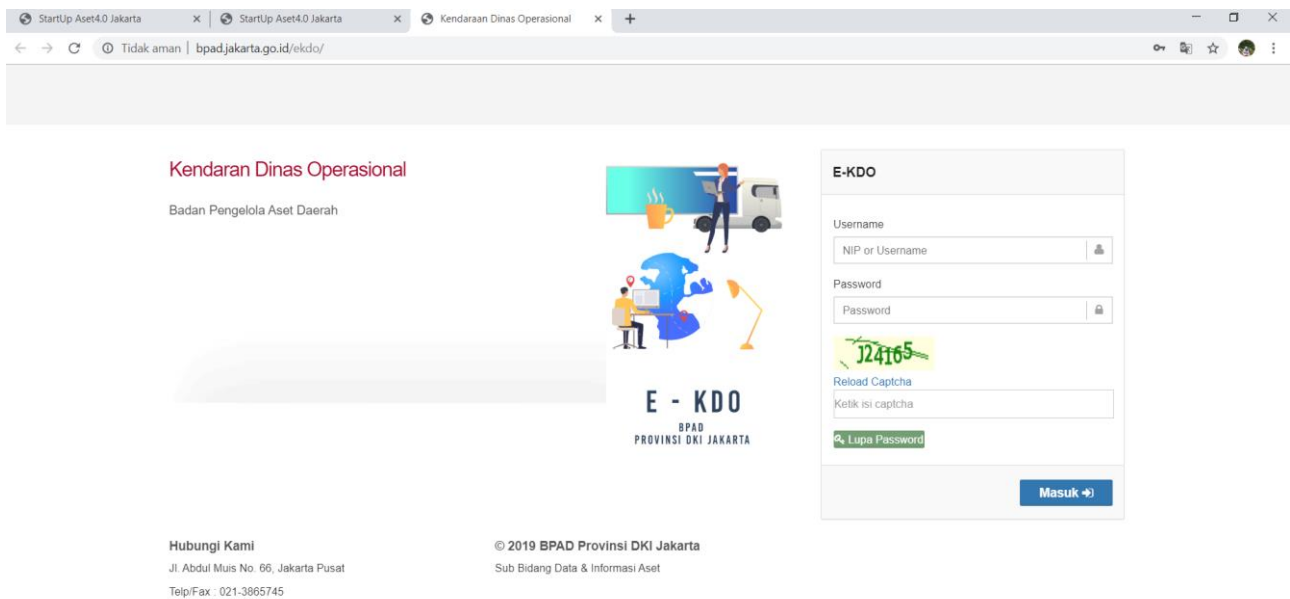 StartUp Aset4.0 Jakarta
StartUp Aset4.0 Jakarta
Kendaraan Dinas Operasional
Tidak aman | bpad.jakarta.go.id/ekdo/
Kendaran Dinas Operasional
Badan Pengelola Aset Daerah
E - KDO
BPAD
PROVINSI DKI JAKARTA
E-KDO
Username
NIP or Username
Password
Password
J24165
Reload Captcha
Ketik isi captcha
Lupa Password
Masuk
Hubungi Kami
Jl. Abdul Muis No. 66, Jakarta Pusat
Telp/Fax : 021-3865745
© 2019 BPAD Provinsi DKI Jakarta
Sub Bidang Data & Informasi Aset